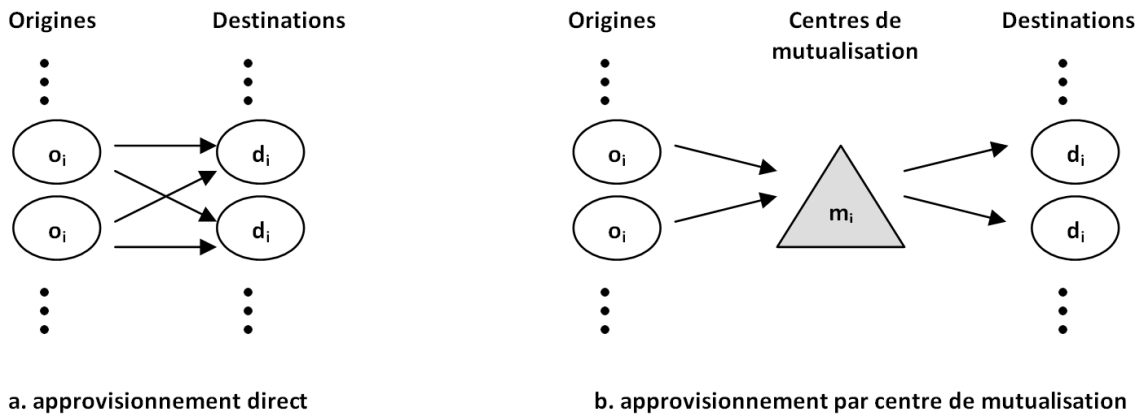 Origines
Destinations
oᵢ
dᵢ
oᵢ
dᵢ
a. approvisionnement direct
Origines
Centres de
mutualisation
Destinations
oᵢ
mᵢ
dᵢ
oᵢ
dᵢ
b. approvisionnement par centre de mutualisation